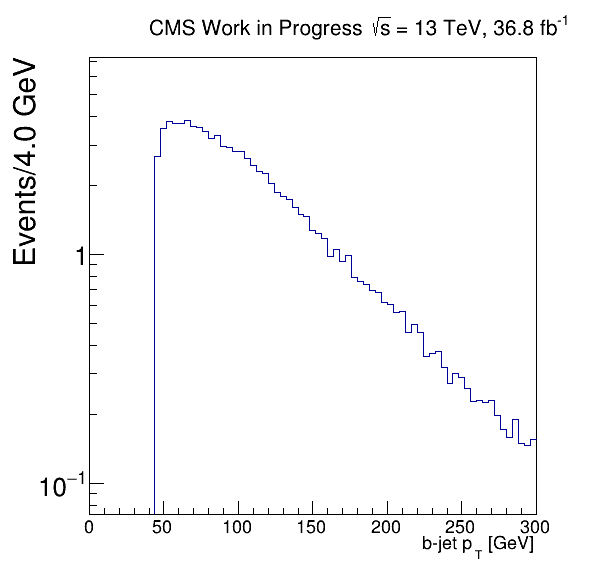 CMS Work in Progress √s = 13 TeV, 36.8 fb⁻¹
Events/4.0 GeV
1
10⁻¹
0 50 100 150 200 250 300
b-jet p_T [GeV]